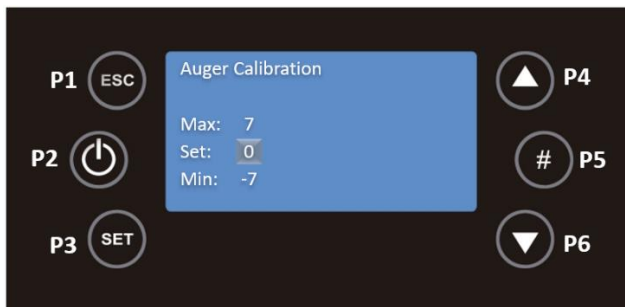 P1 ESC
P2
P3 SET
Auger Calibration
Max: 7
Set: 0
Min: -7
P4
# P5
P6